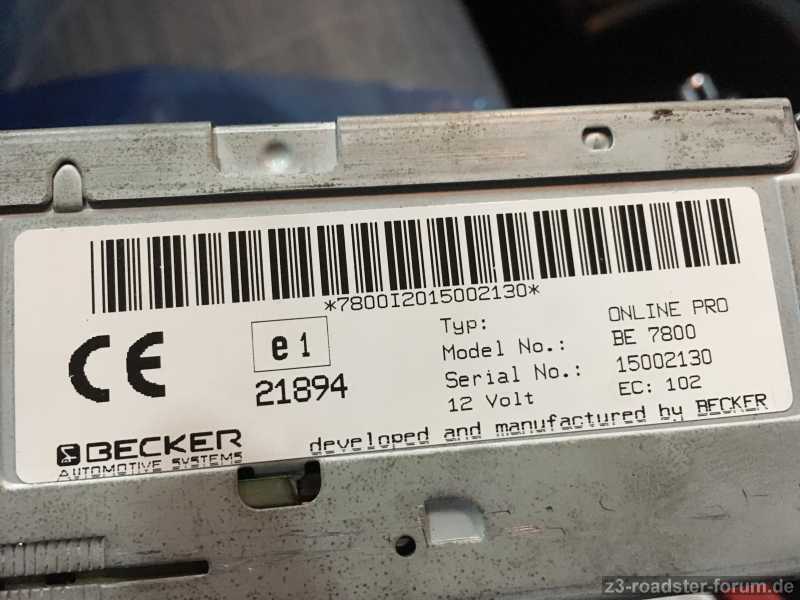 *7800I2015002130*
CE
e1
21894
Typ: ONLINE PRO
Model No.: BE 7800
Serial No.: 15002130
12 Volt EC: 102
BECKER
AUTOMOTIVE SYSTEMS
developed and manufactured by BECKER
z3-roadster-forum.de